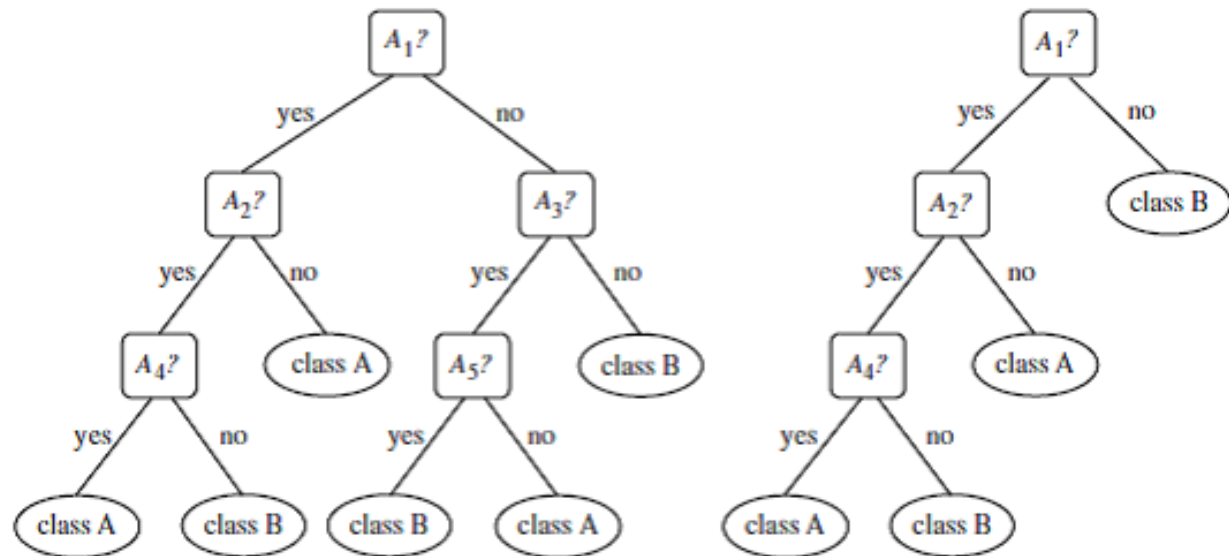 A1? A1?
yes no yes no
A2? A3? A2? class B
yes no yes no yes no
A4? class A A5? class B A4? class A
yes no yes no yes no
class A class B class B class A class A class B